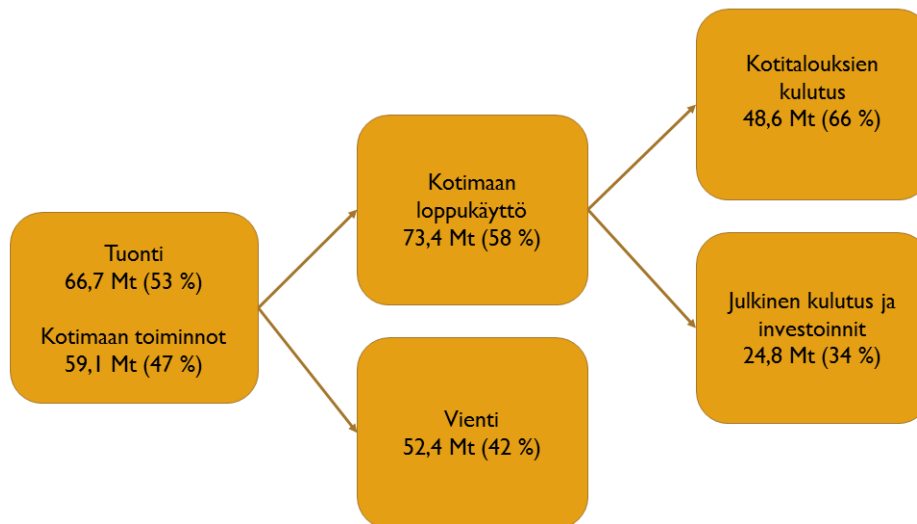 Tuonti
66,7 Mt (53 %)
Kotimaan toiminnot
59,1 Mt (47 %)
Kotimaan
loppukäyttö
73,4 Mt (58 %)
Vienti
52,4 Mt (42 %)
Kotitalouksien
kulutus
48,6 Mt (66 %)
Julkinen kulutus ja
investoinnit
24,8 Mt (34 %)